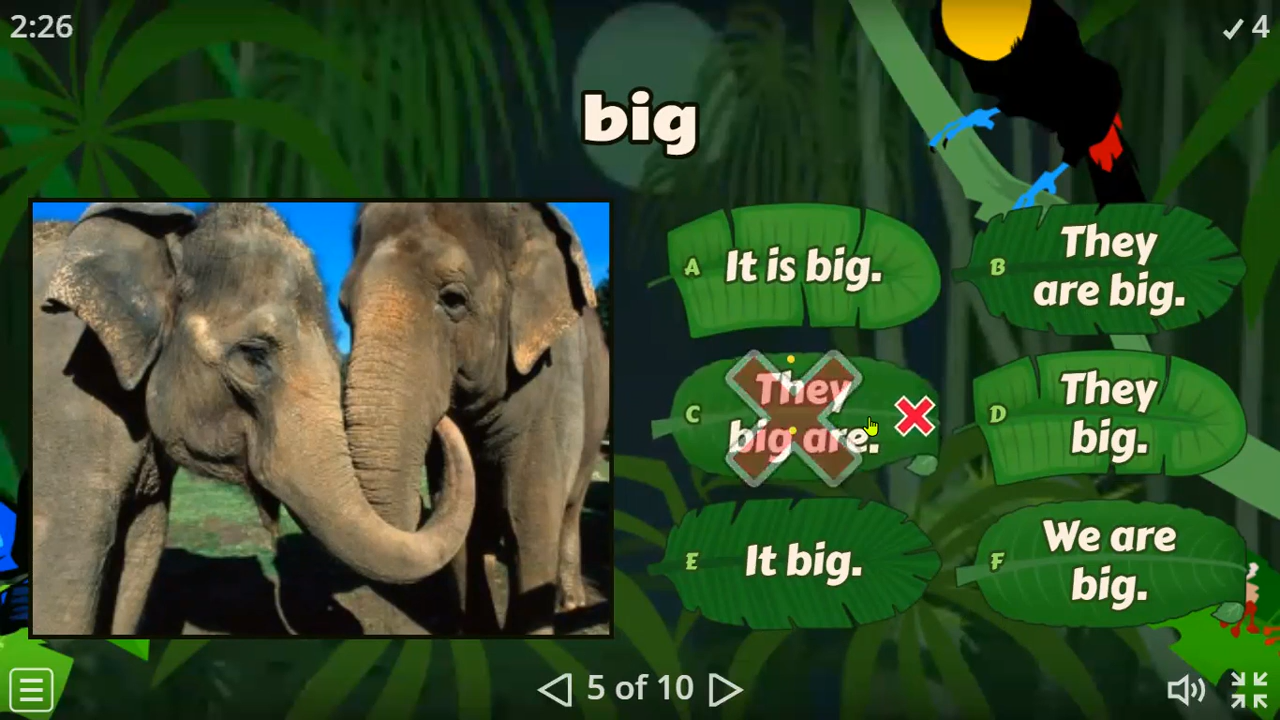 2:26
✓ 4
big
A It is big.
B They
are big.
C They
big are.
D They
big.
E It big.
F We are
big.
5 of 10